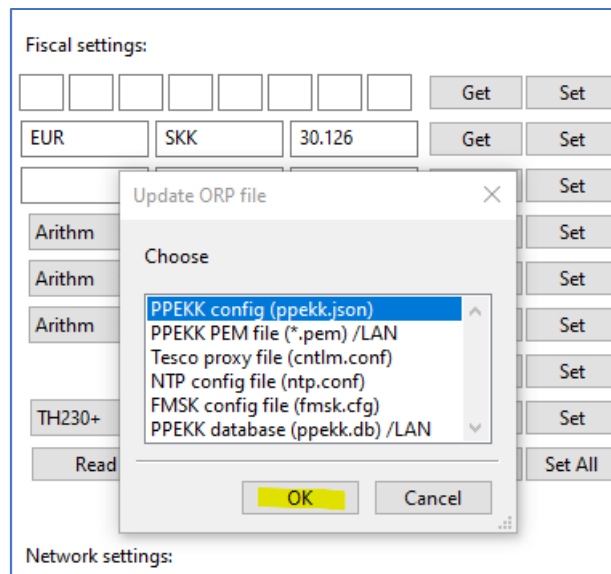 Fiscal settings:
Get Set
EUR SKK 30.126 Get Set
Set
Update ORP file
Arithm
Choose
Arithm
PPEKK config (ppekk.json)
Arithm
PPEKK PEM file (*.pem) /LAN
Tesco proxy file (cntlm.conf)
NTP config file (ntp.conf)
Set
FMSK config file (fmsk.cfg)
TH230+ Set
PPEKK database (ppekk.db) /LAN
Read Set All
OK Cancel
Network settings: